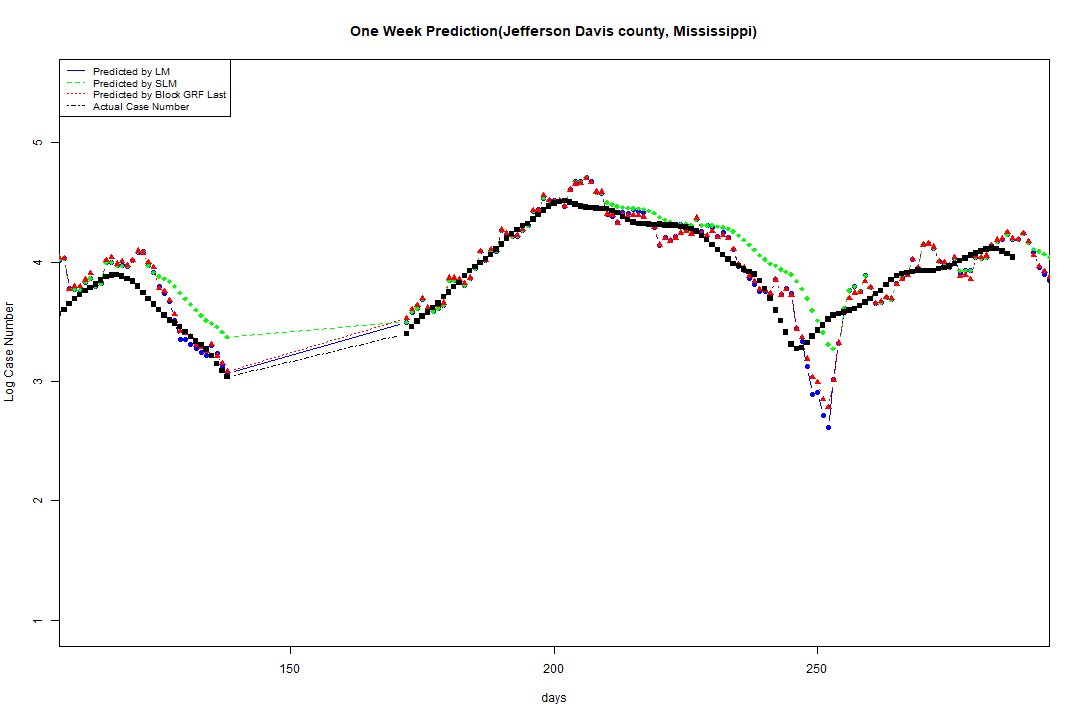 One Week Prediction(Jefferson Davis county, Mississippi)
Predicted by LM
Predicted by SLM
Predicted by Block GRF Last
Actual Case Number
5
4
3
2
1
Log Case Number
150
200
250
days